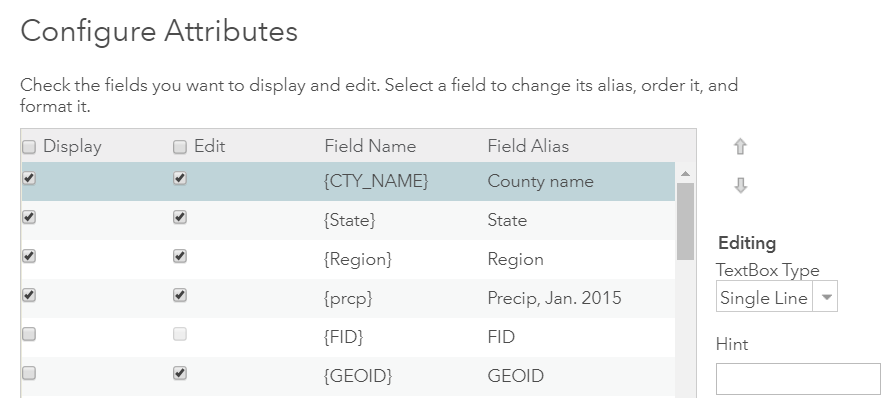 Configure Attributes
Check the fields you want to display and edit. Select a field to change its alias, order it, and
format it.
Display Edit Field Name Field Alias
{CTY_NAME} County name
{State} State
{Region} Region
{prcp} Precip, Jan. 2015
{FID} FID
{GEOID} GEOID
Editing
TextBox Type
Single Line
Hint